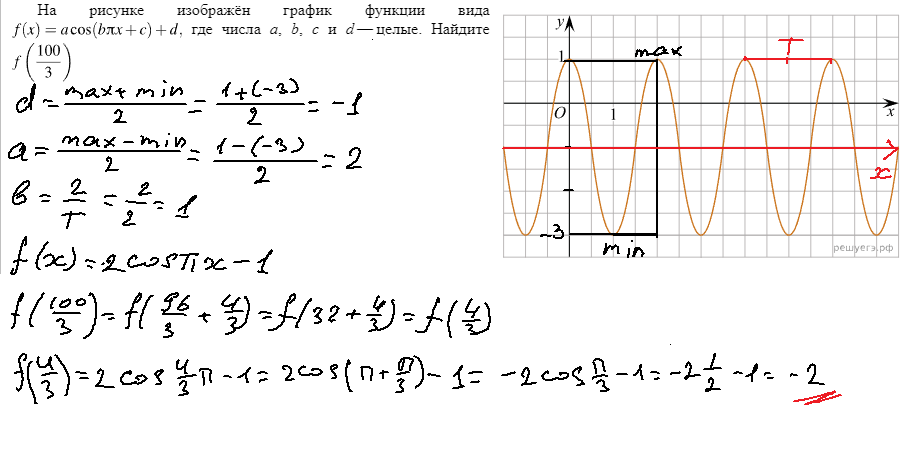 На рисунке изображён график функции вида
f(x) = a cos(bπx + c) + d, где числа a, b, c и d — целые. Найдите
f(100/3)
d = (max + min)/2 = (1 + (-3))/2 = -1
a = (max - min)/2 = (1 - (-3))/2 = 2
b = 2/T = 2/2 = 1
f(x) = 2cosπx - 1
f(100/3) = f(96/3 + 4/3) = f(32 + 4/3) = f(4/3)
f(4/3) = 2cos 4/3 π - 1 = 2cos(π + π/3) - 1 = -2cos π/3 - 1 = -2 1/2 - 1 = -2
y
max
T
1
O
1
x
x
-3
min
решуегэ.рф